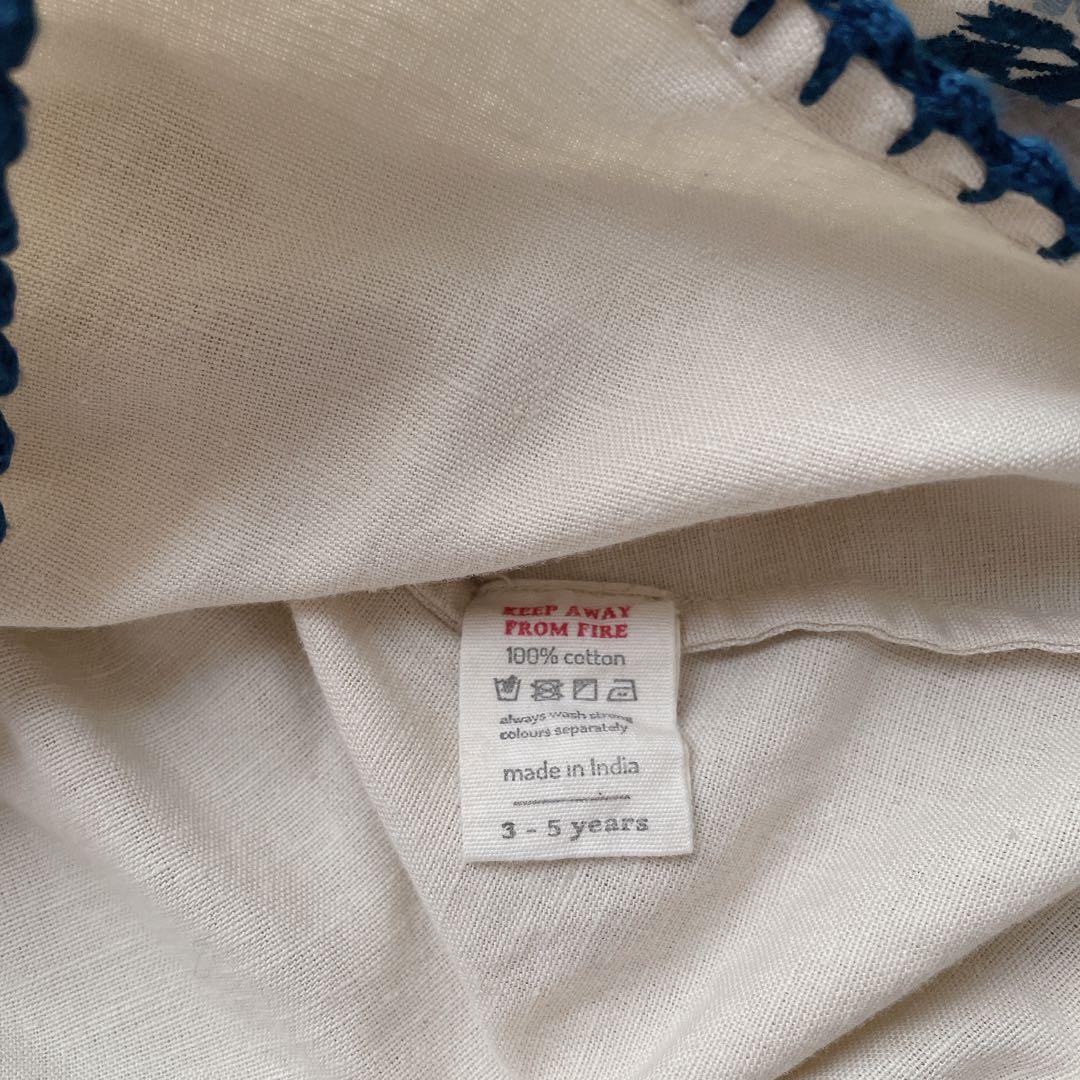 KEEP AWAY
FROM FIRE
100% cotton
always wash strong
colours separately
made in India
3 - 5 years